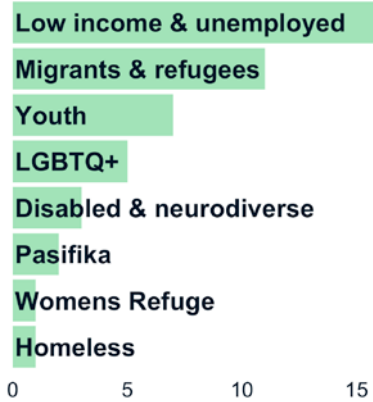 Low income & unemployed
Migrants & refugees
Youth
LGBTQ+
Disabled & neurodiverse
Pasifika
Womens Refuge
Homeless
0 5 10 15